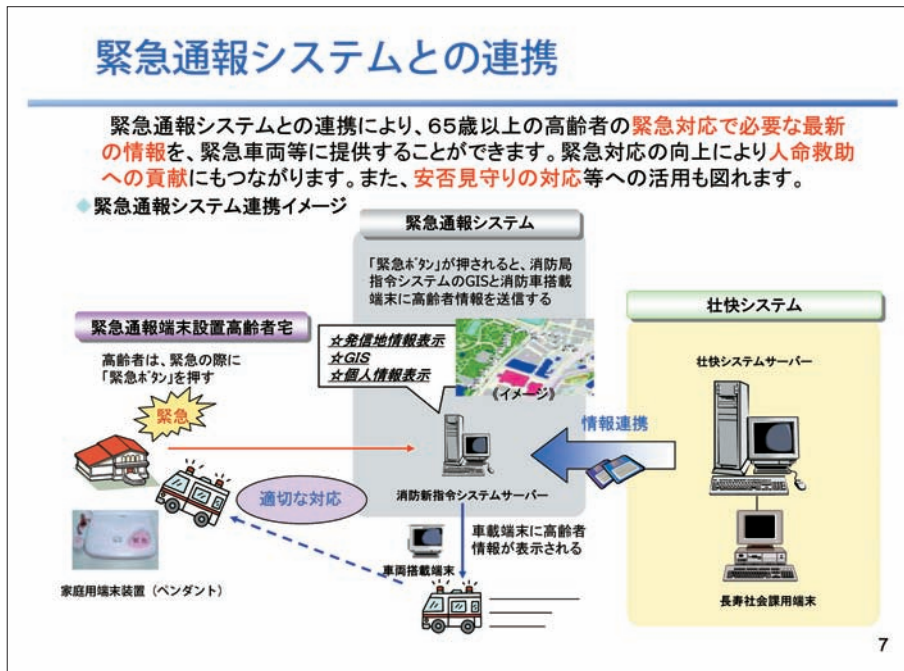 緊急通報システムとの連携
緊急通報システムとの連携により、65歳以上の高齢者の緊急対応で必要な最新
の情報を、緊急車両等に提供することができます。緊急対応の向上により人命救助
への貢献にもつながります。また、安否見守りの対応等への活用も図れます。
◆緊急通報システム連携イメージ
緊急通報システム
「緊急ボタン」が押されると、消防局
指令システムのGISと消防車搭載
端末に高齢者情報を送信する
緊急通報端末設置高齢者宅
高齢者は、緊急の際に
「緊急ボタン」を押す
緊急
☆発信地情報表示
☆GIS
☆個人情報表示
《イメージ》
壮快システム
壮快システムサーバー
情報連携
消防新指令システムサーバー
適切な対応
車載端末に高齢者
情報が表示される
車両搭載端末
緊急
家庭用端末装置（ペンダント）
長寿社会課用端末
7